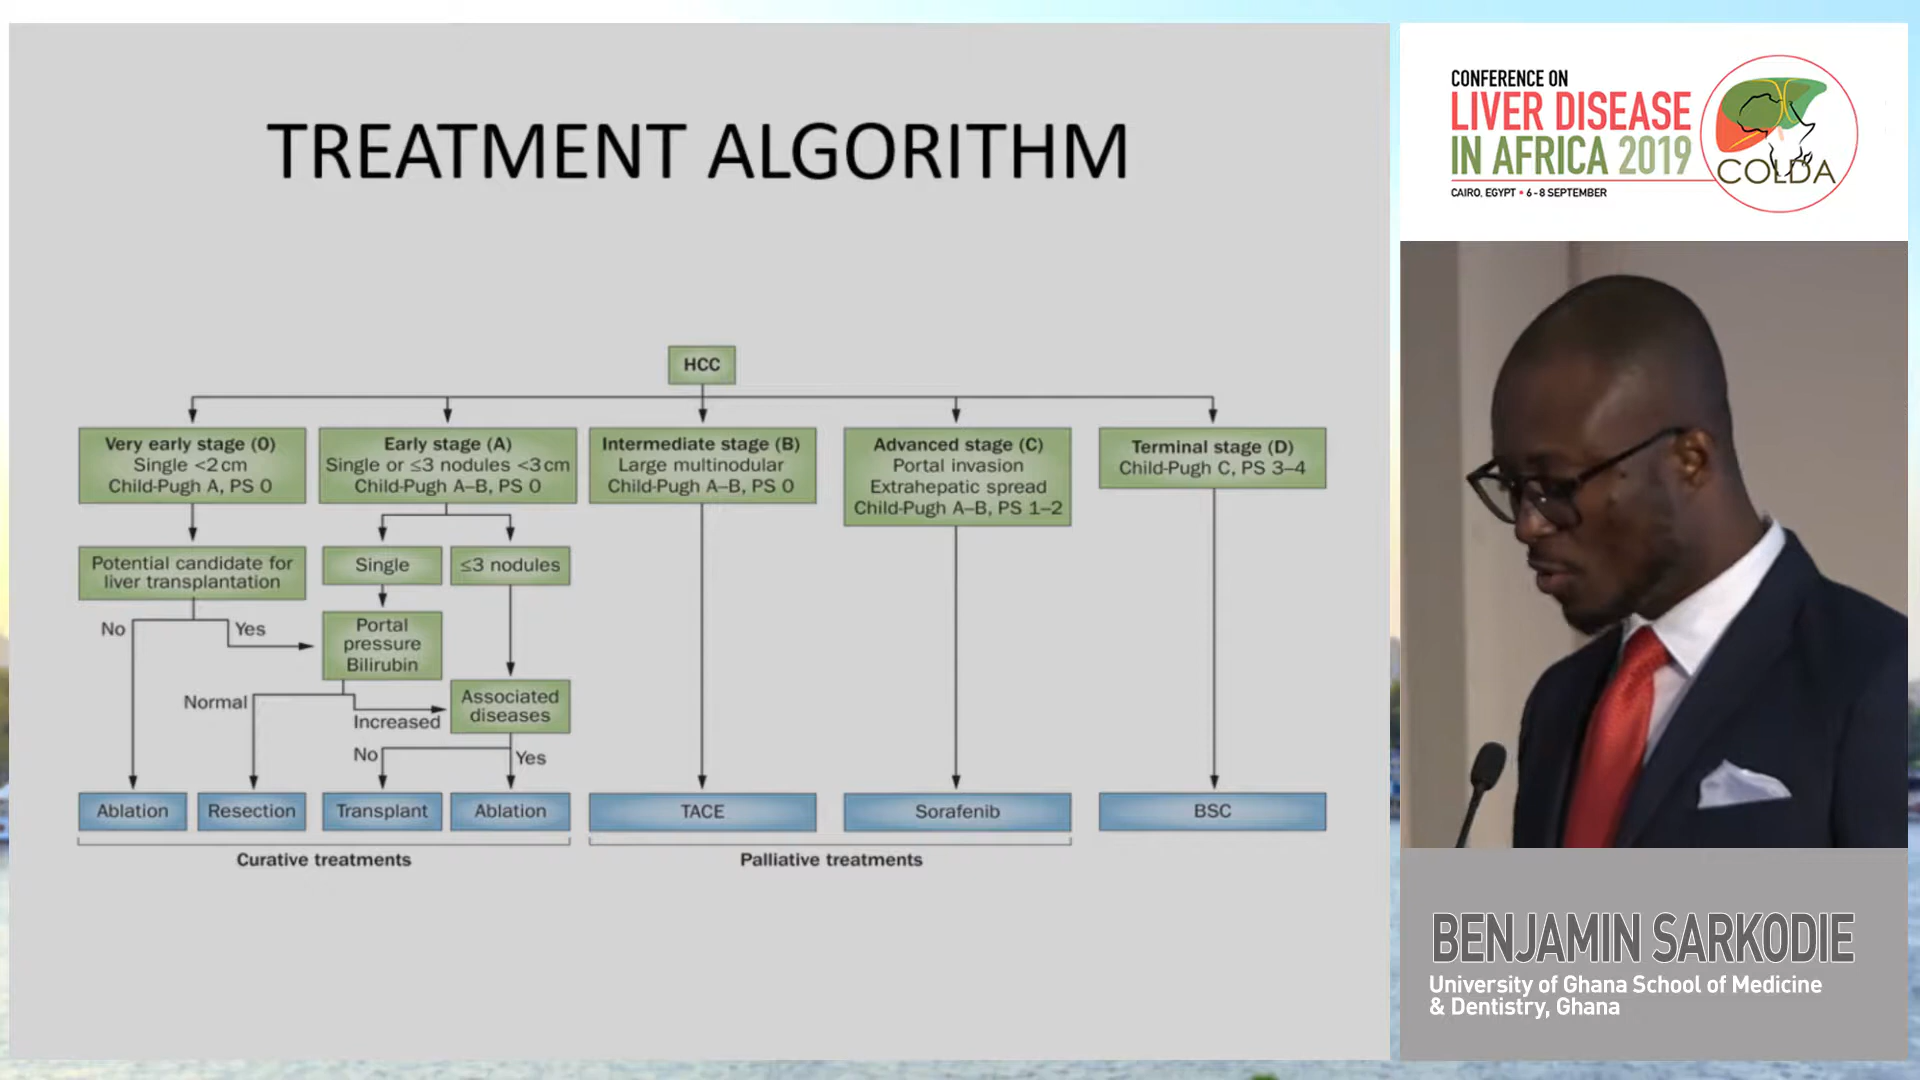 TREATMENT ALGORITHM
HCC
Very early stage (0)
Single <2 cm
Child-Pugh A, PS 0
Early stage (A)
Single or ≤3 nodules <3 cm
Child-Pugh A–B, PS 0
Intermediate stage (B)
Large multinodular
Child-Pugh A–B, PS 0
Advanced stage (C)
Portal invasion
Extrahepatic spread
Child-Pugh A–B, PS 1–2
Terminal stage (D)
Child-Pugh C, PS 3–4
Potential candidate for
liver transplantation
Single
≤3 nodules
No
Yes
Portal
pressure
Bilirubin
Normal
Increased
Associated
diseases
No
Yes
Ablation
Resection
Transplant
Ablation
TACE
Sorafenib
BSC
Curative treatments
Palliative treatments
CONFERENCE ON
LIVER DISEASE
IN AFRICA 2019
CAIRO, EGYPT • 6 - 8 SEPTEMBER
COLDA
BENJAMIN SARKODIE
University of Ghana School of Medicine
& Dentistry, Ghana